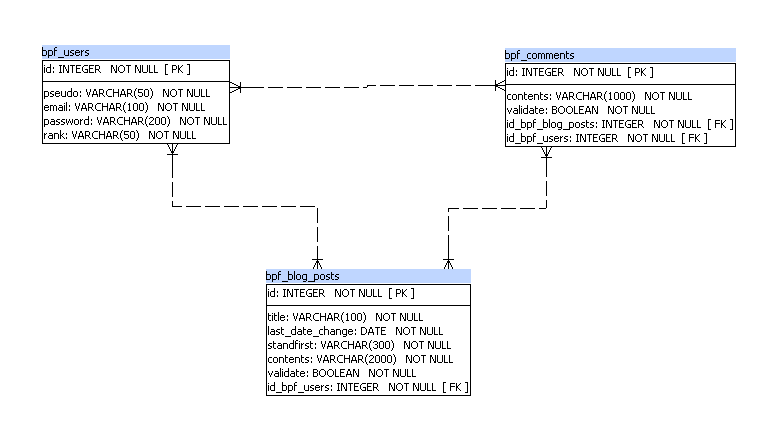 bpf_users
id: INTEGER NOT NULL [ PK ]
pseudo: VARCHAR(50) NOT NULL
email: VARCHAR(100) NOT NULL
password: VARCHAR(200) NOT NULL
rank: VARCHAR(50) NOT NULL
bpf_comments
id: INTEGER NOT NULL [ PK ]
contents: VARCHAR(1000) NOT NULL
validate: BOOLEAN NOT NULL
id_bpf_blog_posts: INTEGER NOT NULL [ FK ]
id_bpf_users: INTEGER NOT NULL [ FK ]
bpf_blog_posts
id: INTEGER NOT NULL [ PK ]
title: VARCHAR(100) NOT NULL
last_date_change: DATE NOT NULL
standfirst: VARCHAR(300) NOT NULL
contents: VARCHAR(2000) NOT NULL
validate: BOOLEAN NOT NULL
id_bpf_users: INTEGER NOT NULL [ FK ]